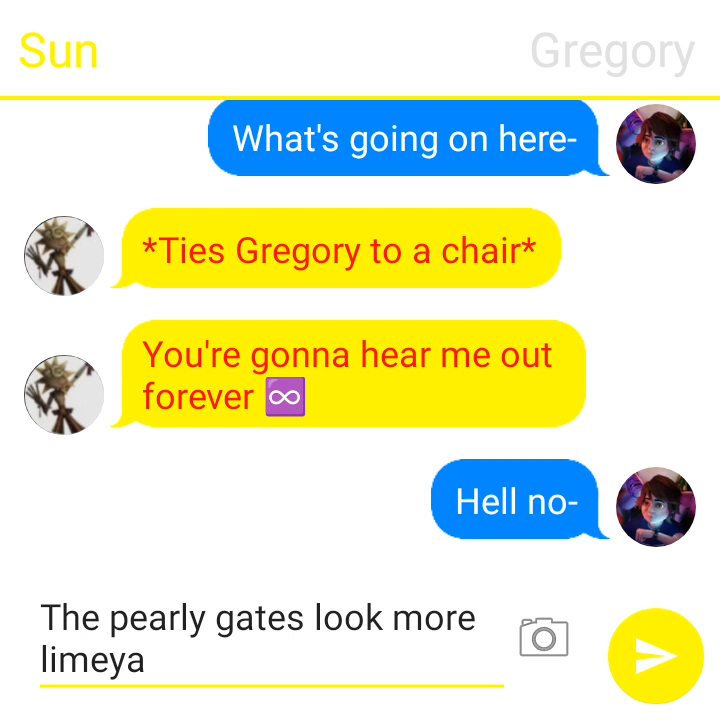 Sun
Gregory
What's going on here-
*Ties Gregory to a chair*
You're gonna hear me out
forever ♾️
Hell no-
The pearly gates look more
limeya